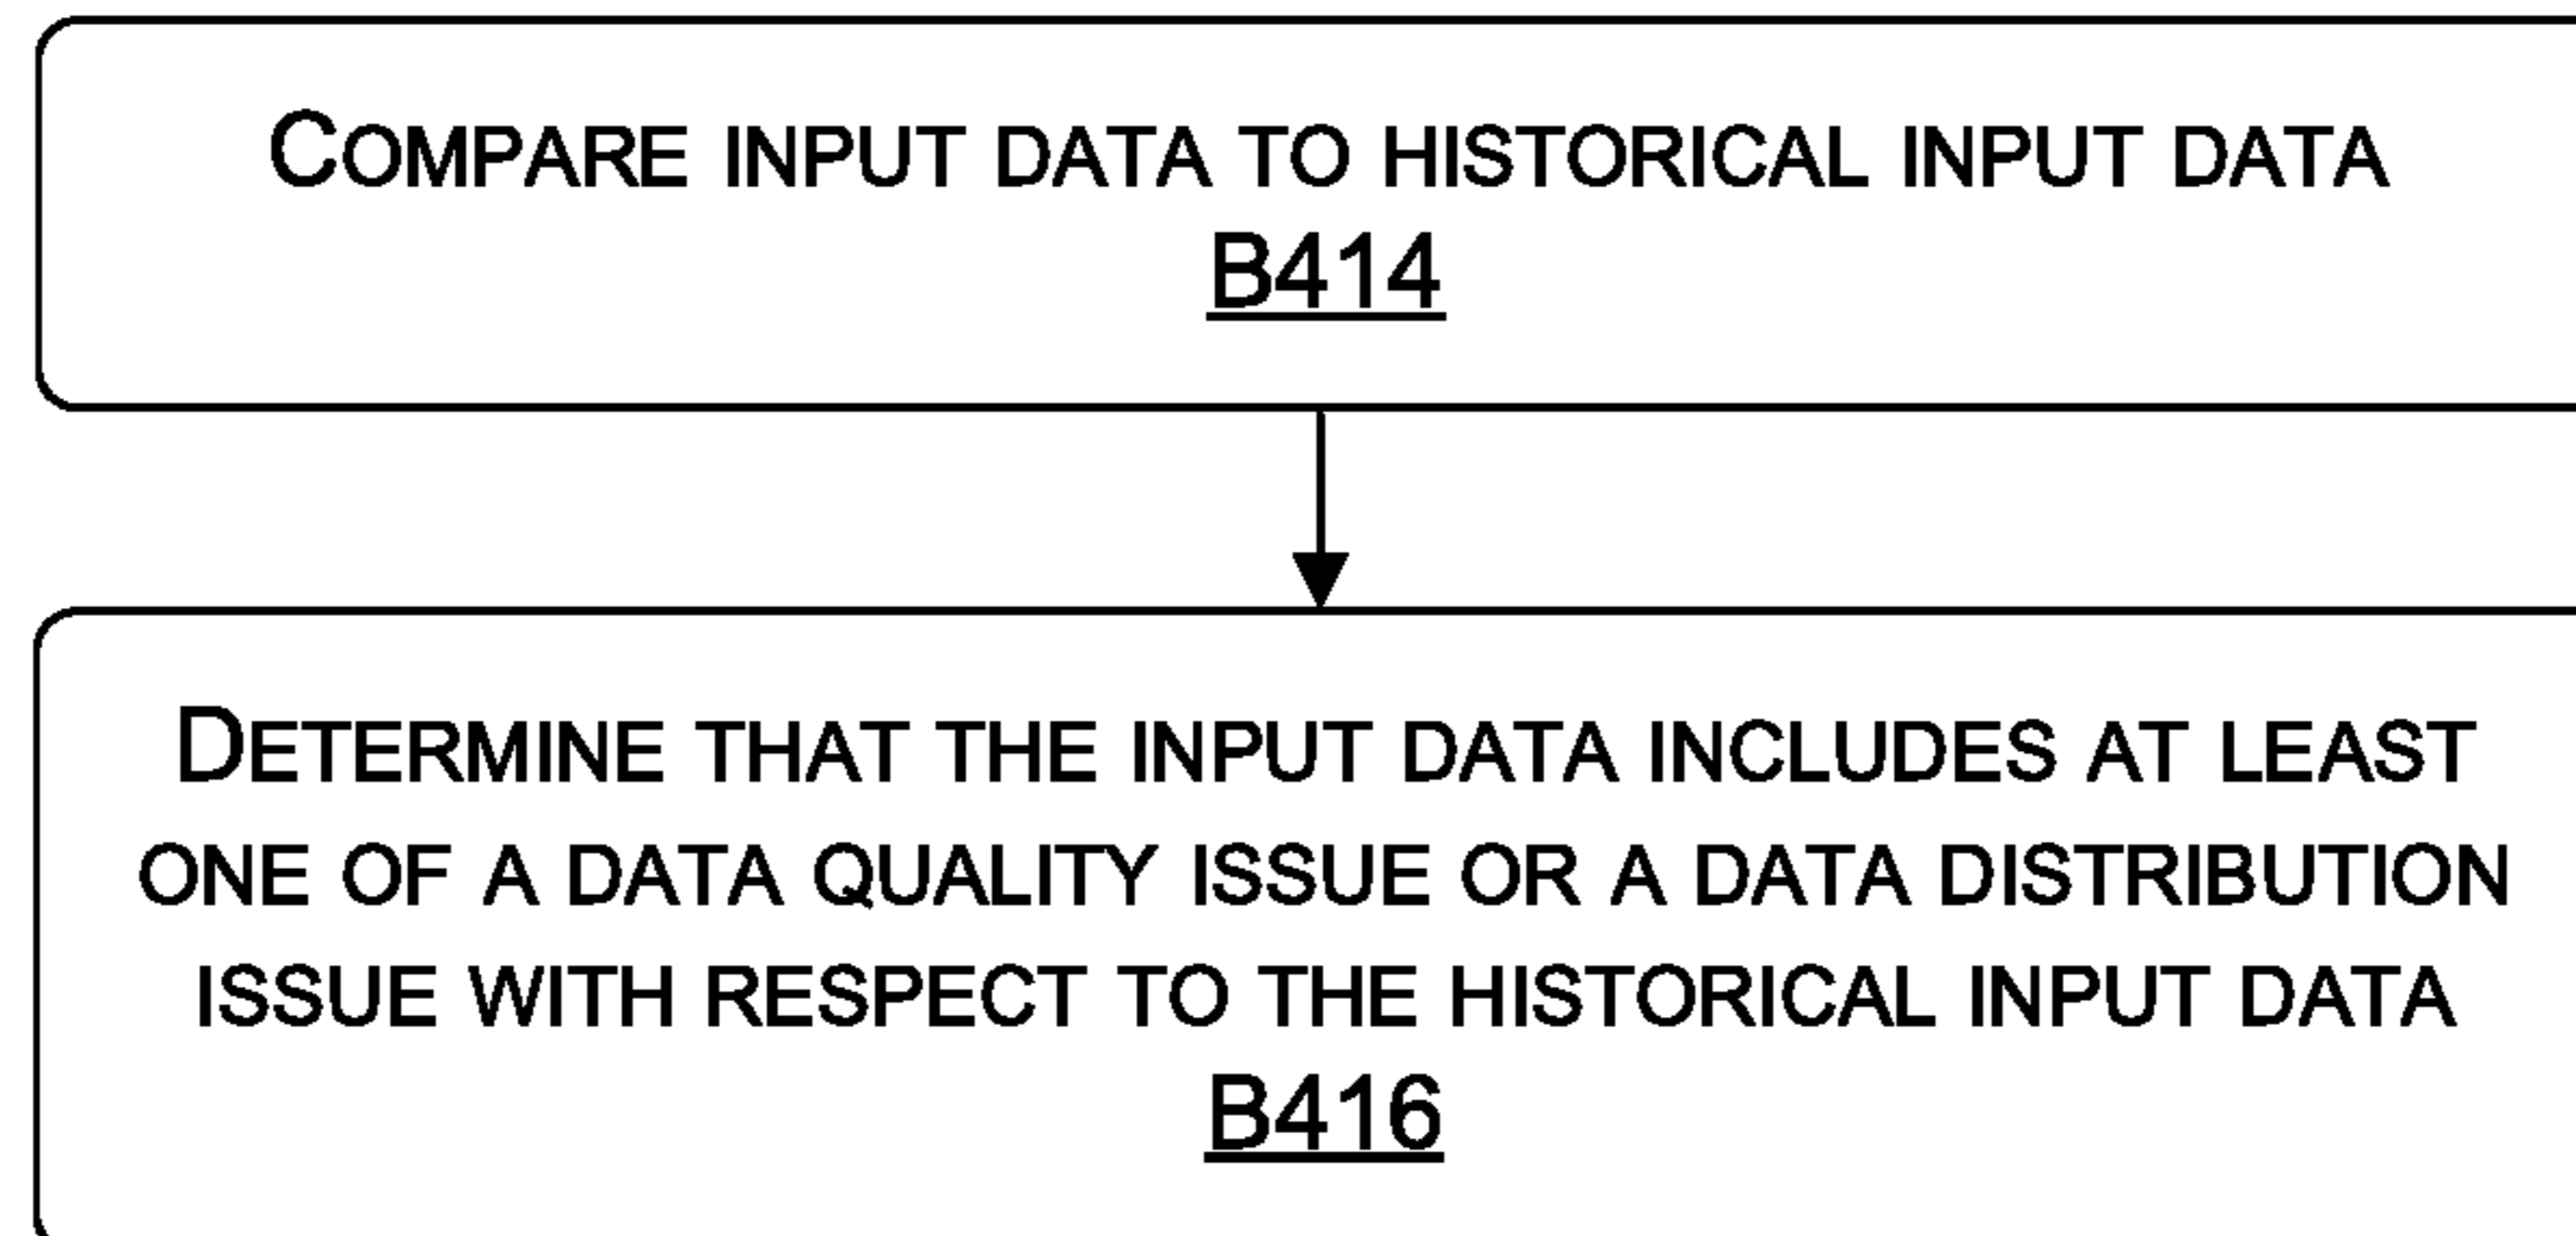 COMPARE INPUT DATA TO HISTORICAL INPUT DATA
B414
DETERMINE THAT THE INPUT DATA INCLUDES AT LEAST
ONE OF A DATA QUALITY ISSUE OR A DATA DISTRIBUTION
ISSUE WITH RESPECT TO THE HISTORICAL INPUT DATA
B416